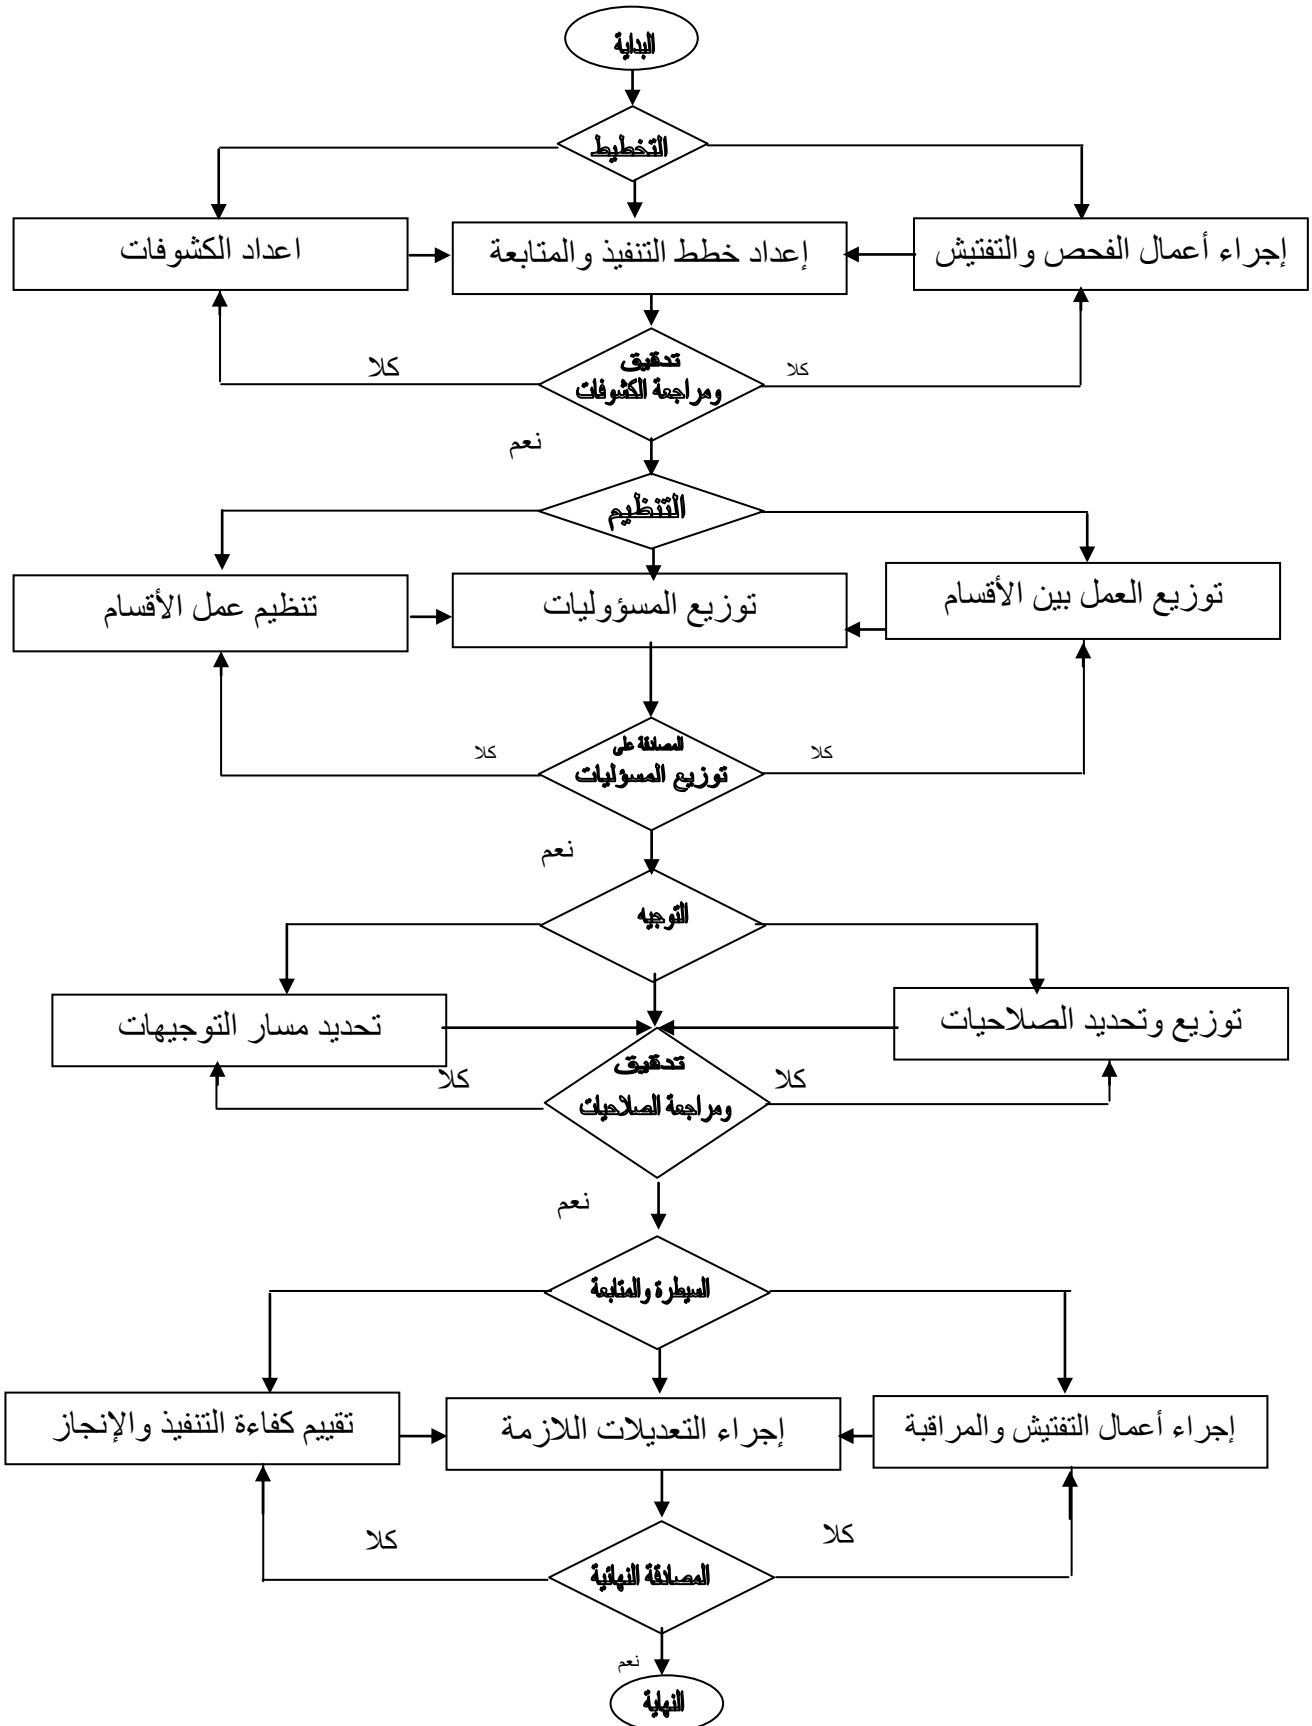 البداية
التخطيط
إجراء أعمال الفحص والتفتيش
إعداد خطط التنفيذ والمتابعة
اعداد الكشوفات
تدقيق
ومراجعة الكشوفات
كلا
كلا
نعم
التنظيم
توزيع العمل بين الأقسام
توزيع المسؤوليات
تنظيم عمل الأقسام
المصادقة على
توزيع المسؤليات
كلا
كلا
نعم
التوجيه
توزيع وتحديد الصلاحيات
تحديد مسار التوجيهات
تدقيق
ومراجعة الصلاحيات
كلا
كلا
نعم
السيطرة والمتابعة
إجراء أعمال التفتيش والمراقبة
إجراء التعديلات اللازمة
تقييم كفاءة التنفيذ والإنجاز
كلا
كلا
المصادقة النهائية
نعم
النهاية